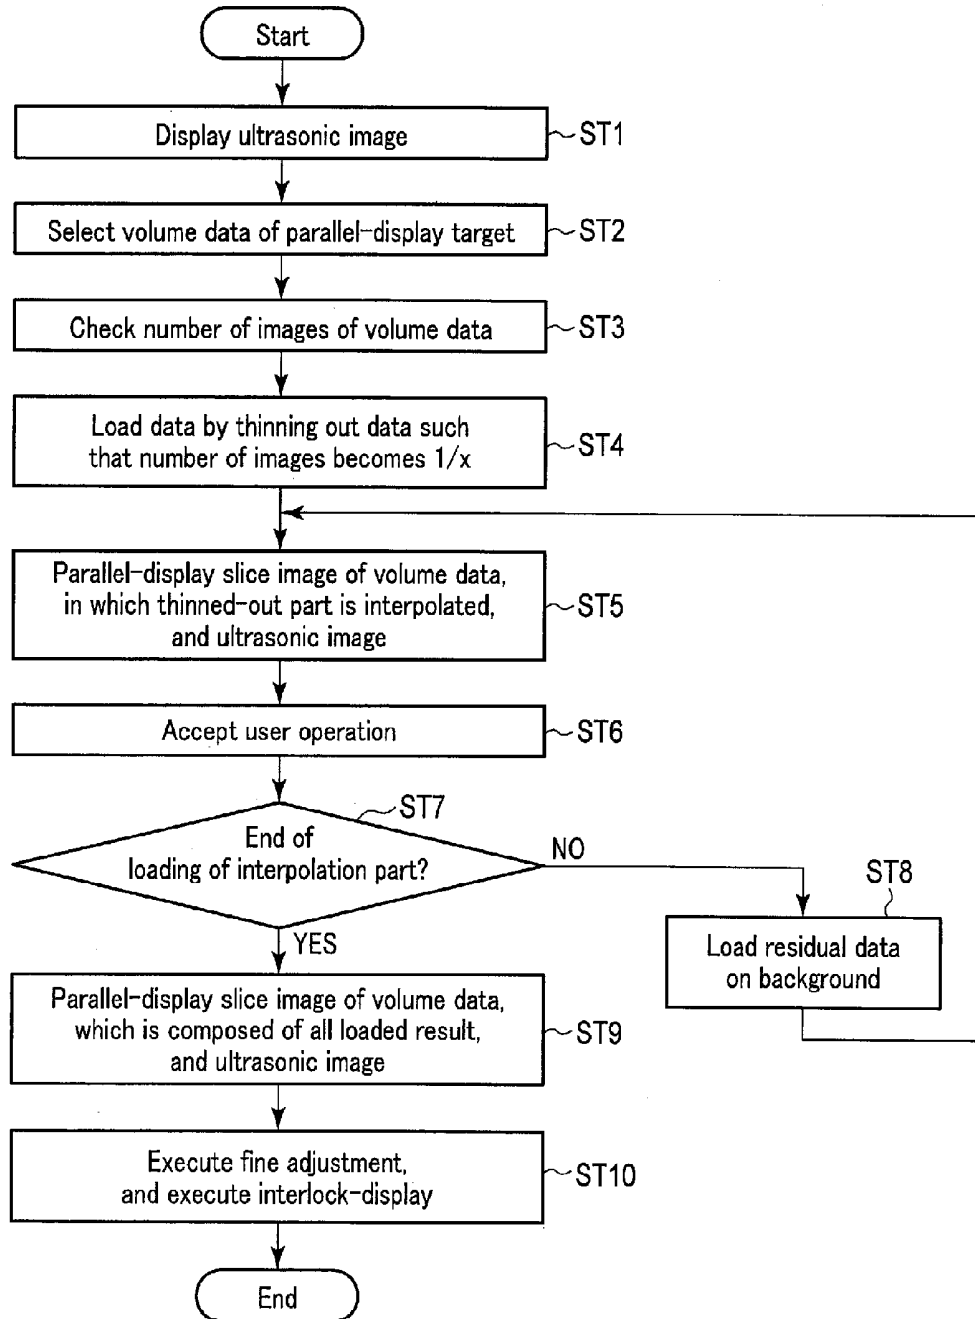 Start
Display ultrasonic image
ST1
Select volume data of parallel-display target
ST2
Check number of images of volume data
ST3
Load data by thinning out data such
that number of images becomes 1/x
ST4
Parallel-display slice image of volume data,
in which thinned-out part is interpolated,
and ultrasonic image
ST5
Accept user operation
ST6
ST7
End of
loading of interpolation part?
NO
YES
ST8
Load residual data
on background
Parallel-display slice image of volume data,
which is composed of all loaded result,
and ultrasonic image
ST9
Execute fine adjustment,
and execute interlock-display
ST10
End